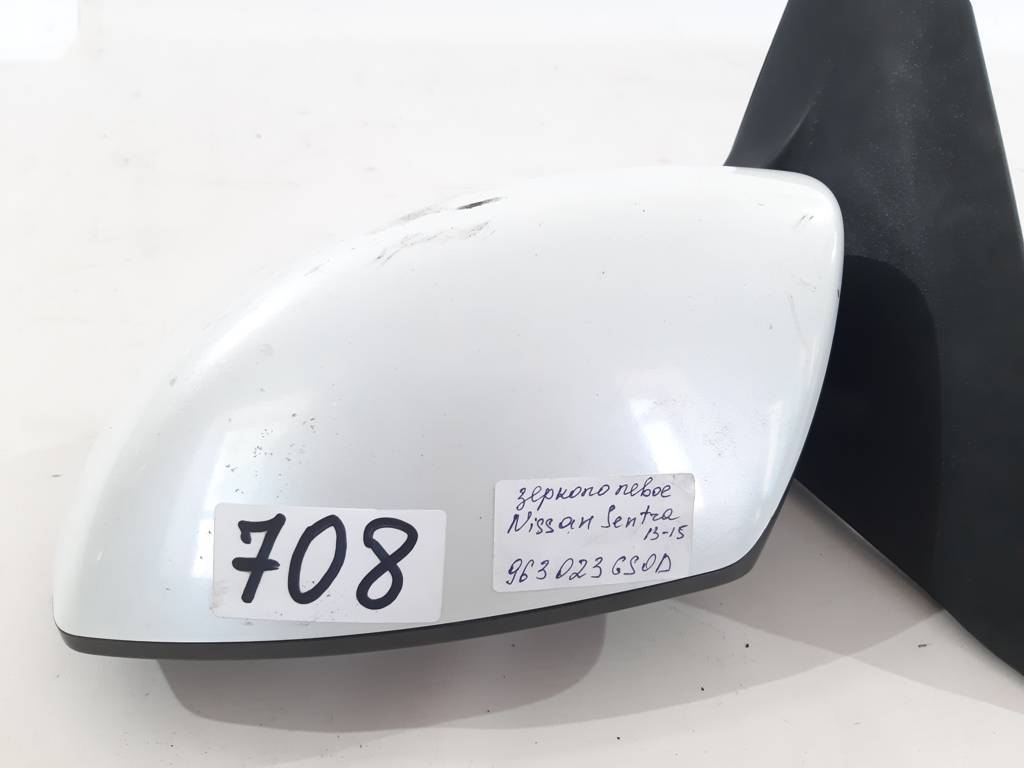 708
зеркало левое
Nissan Sentra
13-15
963023GS0D